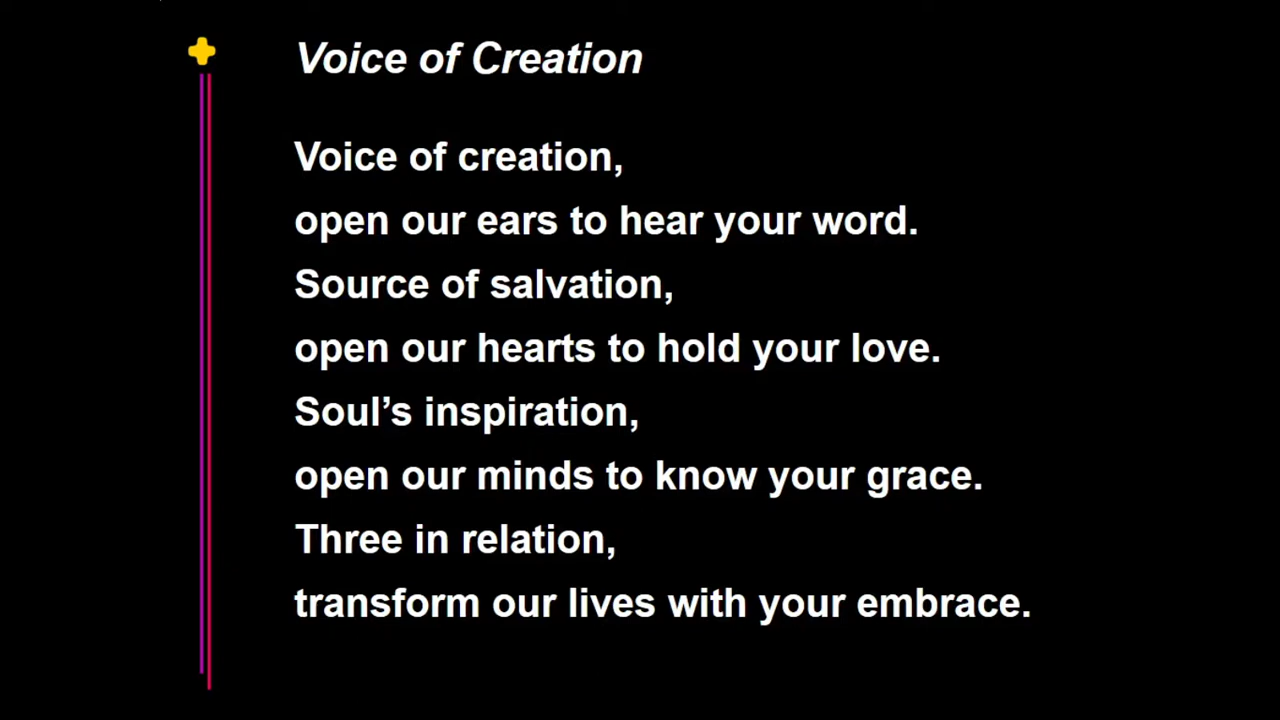 Voice of Creation
Voice of creation,
open our ears to hear your word.
Source of salvation,
open our hearts to hold your love.
Soul’s inspiration,
open our minds to know your grace.
Three in relation,
transform our lives with your embrace.